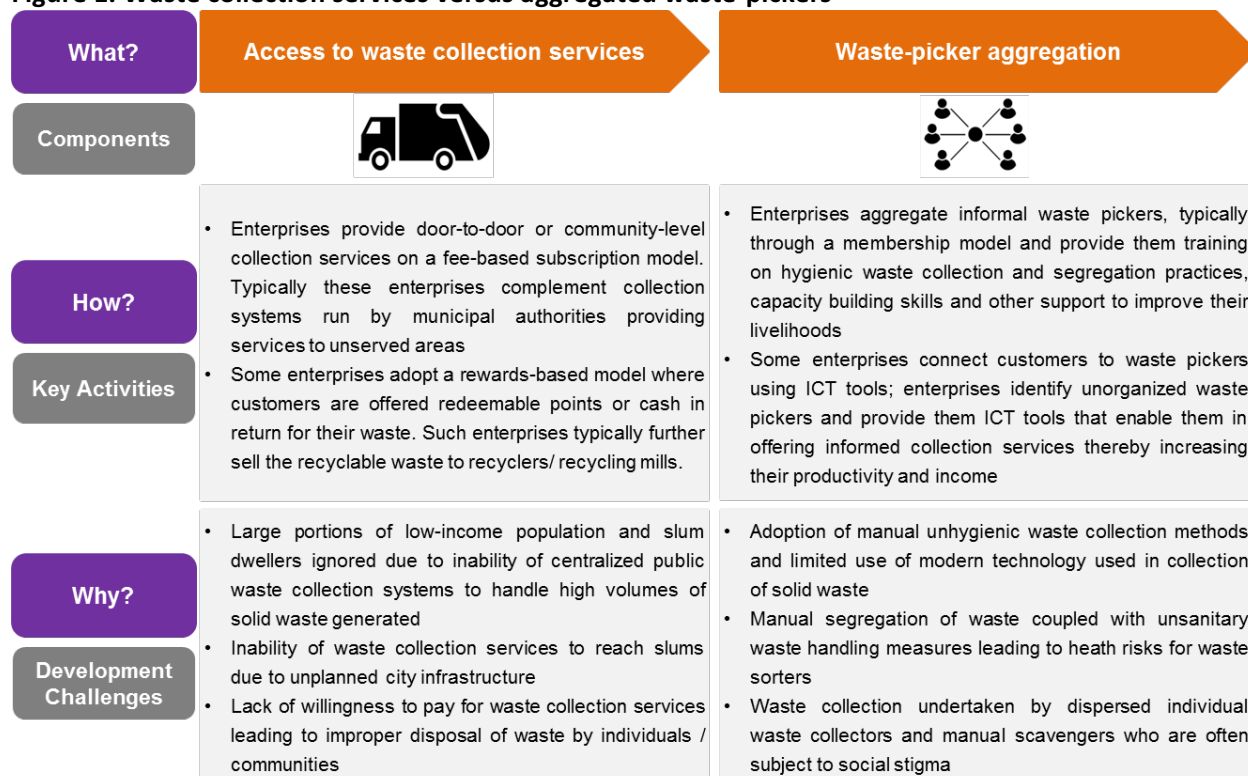 Figure 1: Waste collection services versus aggregated waste-pickers
What?
Access to waste collection services
Waste-picker aggregation
Components
How?
Key Activities
• Enterprises provide door-to-door or community-level
collection services on a fee-based subscription model.
Typically these enterprises complement collection
systems run by municipal authorities providing
services to unserved areas
• Some enterprises adopt a rewards-based model where
customers are offered redeemable points or cash in
return for their waste. Such enterprises typically further
sell the recyclable waste to recyclers/ recycling mills.
• Enterprises aggregate informal waste pickers, typically
through a membership model and provide them training
on hygienic waste collection and segregation practices,
capacity building skills and other support to improve their
livelihoods
• Some enterprises connect customers to waste pickers
using ICT tools; enterprises identify unorganized waste
pickers and provide them ICT tools that enable them in
offering informed collection services thereby increasing
their productivity and income
Why?
Development
Challenges
• Large portions of low-income population and slum
dwellers ignored due to inability of centralized public
waste collection systems to handle high volumes of
solid waste generated
• Inability of waste collection services to reach slums
due to unplanned city infrastructure
• Lack of willingness to pay for waste collection services
leading to improper disposal of waste by individuals /
communities
• Adoption of manual unhygienic waste collection methods
and limited use of modern technology used in collection
of solid waste
• Manual segregation of waste coupled with unsanitary
waste handling measures leading to heath risks for waste
sorters
• Waste collection undertaken by dispersed individual
waste collectors and manual scavengers who are often
subject to social stigma